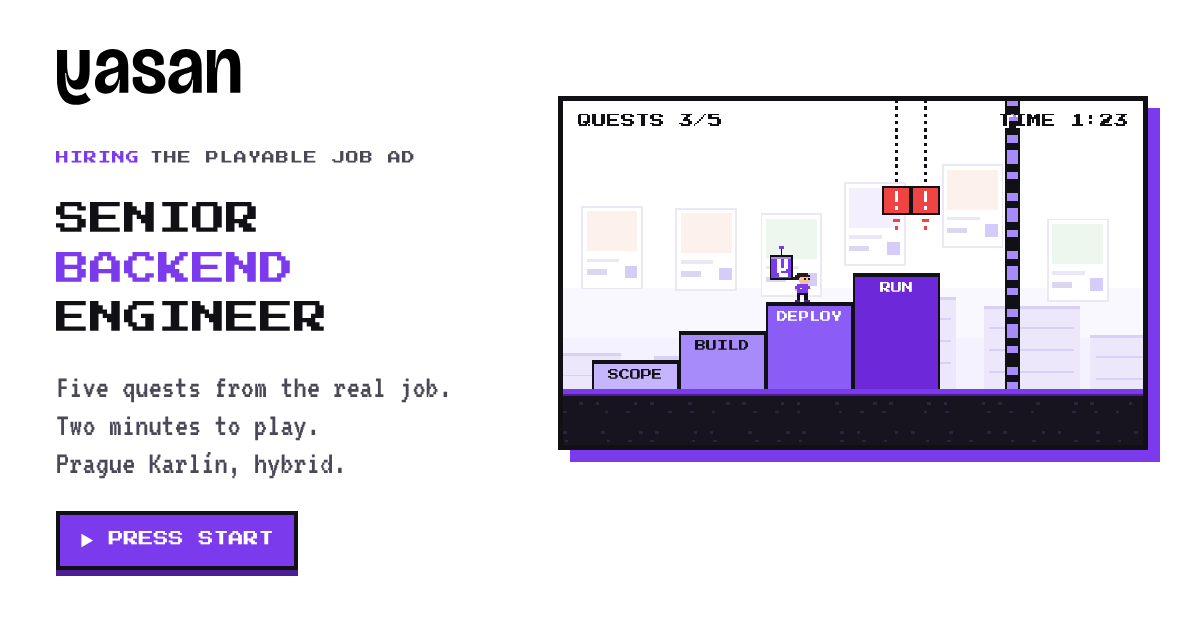 yasan
HIRING THE PLAYABLE JOB AD
SENIOR
BACKEND
ENGINEER
Five quests from the real job.
Two minutes to play.
Prague Karlín, hybrid.
▶ PRESS START
QUESTS 3/5
TIME 1:23
! !
y
RUN
DEPLOY
BUILD
SCOPE